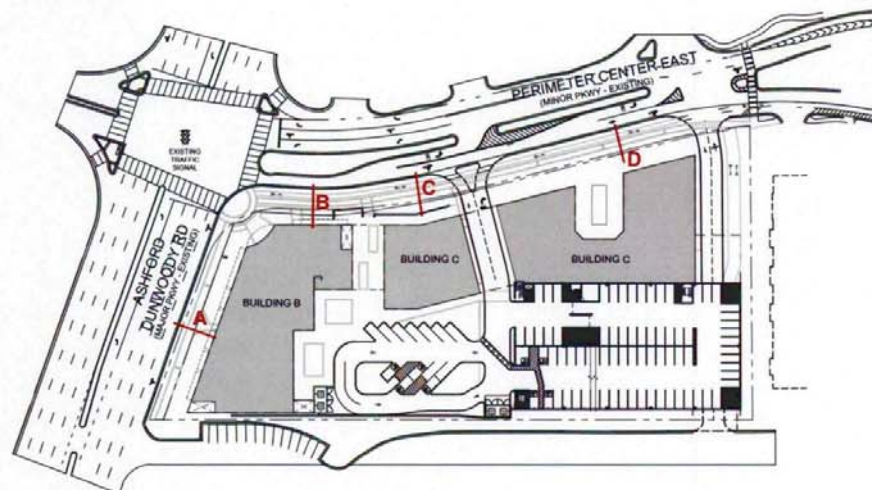 PERIMETER CENTER EAST
(MINOR PKWY - EXISTING)
EXISTING
TRAFFIC
SIGNAL
ASHFORD
DUNWOODY RD
(MAJOR PKWY - EXISTING)
A
B
C
D
BUILDING B
BUILDING C
BUILDING C